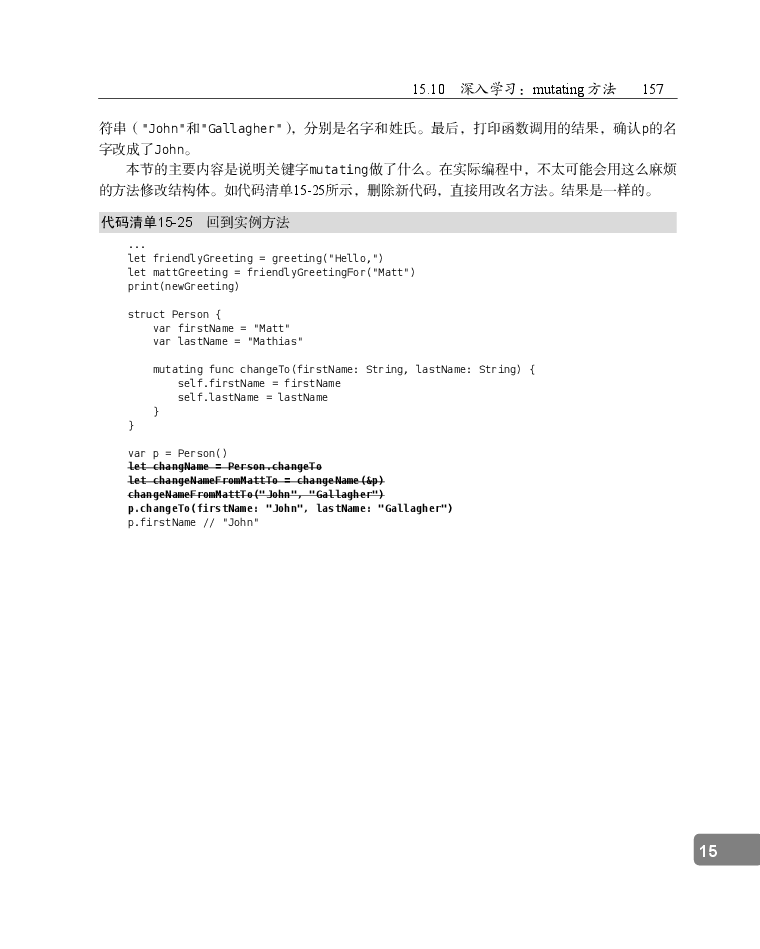 15.10 深入学习：mutating 方法 157
符串（"John"和"Gallagher"），分别是名字和姓氏。最后，打印函数调用的结果，确认p的名
字改成了John。
本节的主要内容是说明关键字mutating做了什么。在实际编程中，不太可能会用这么麻烦
的方法修改结构体。如代码清单15-25所示，删除新代码，直接用改名方法。结果是一样的。
代码清单15-25 回到实例方法
...
let friendlyGreeting = greeting("Hello,")
let mattGreeting = friendlyGreetingFor("Matt")
print(newGreeting)
struct Person {
    var firstName = "Matt"
    var lastName = "Mathias"
    mutating func changeTo(firstName: String, lastName: String) {
        self.firstName = firstName
        self.lastName = lastName
    }
}
var p = Person()
let changName = Person.changeTo
let changeNameFromMattTo = changeName(&p)
changeNameFromMattTo("John", "Gallagher")
p.changeTo(firstName: "John", lastName: "Gallagher")
p.firstName // "John"
15